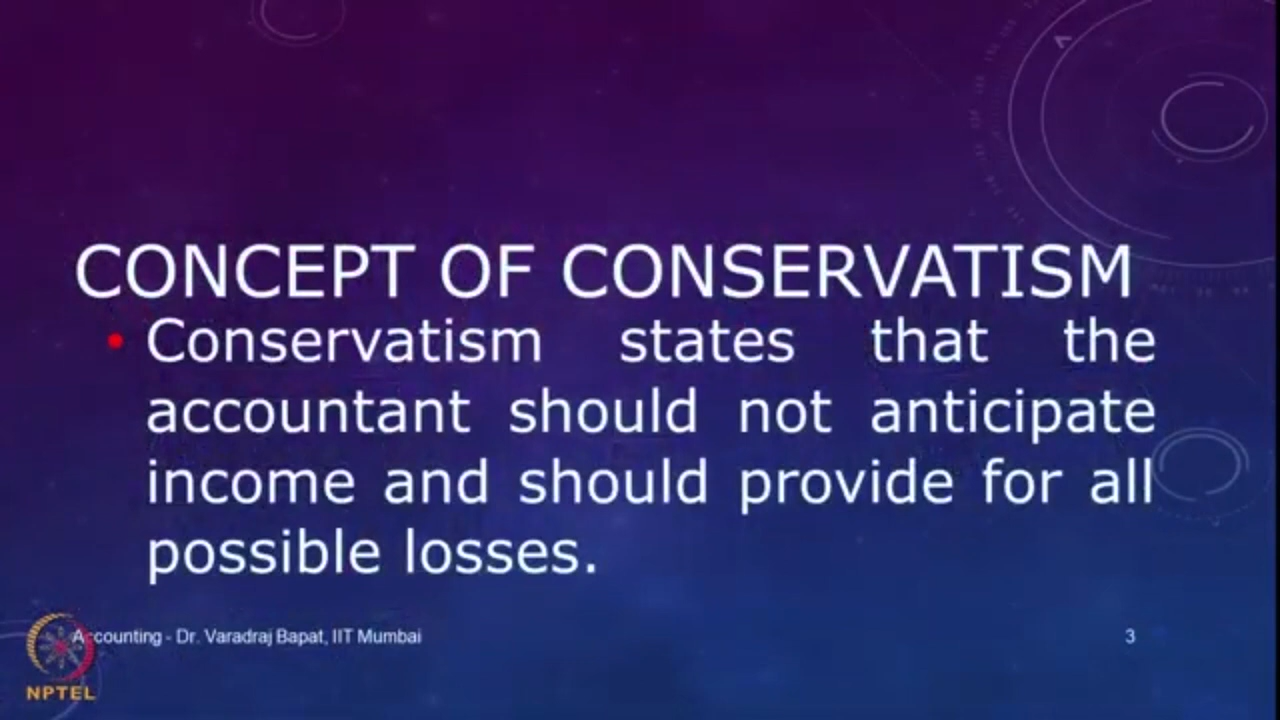 CONCEPT OF CONSERVATISM
• Conservatism states that the
accountant should not anticipate
income and should provide for all
possible losses.
Accounting - Dr. Varadraj Bapat, IIT Mumbai
3
NPTEL